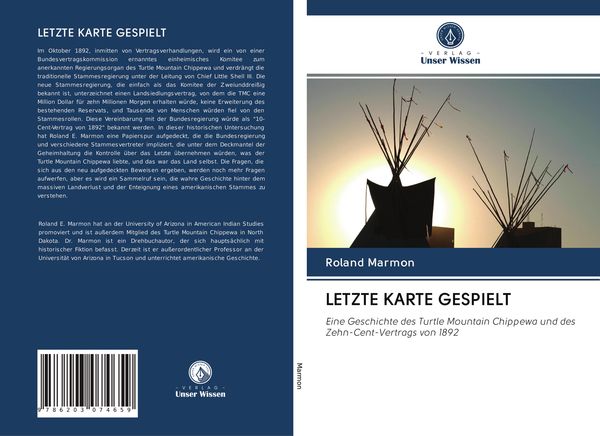 LETZTE KARTE GESPIELT
Im Oktober 1892, inmitten von Vertragsverhandlungen, wird ein von einer
Bundesvertragskommission ernanntes einheimisches Komitee zum
anerkannten Regierungsorgan des Turtle Mountain Chippewa und verdrängt die
traditionelle Stammesregierung unter der Leitung von Chief Little Shell III. Die
neue Stammesregierung, die einfach als das Komitee der Zweiunddreißig
bekannt ist, unterzeichnet einen Landsiedlungsvertrag, von dem die TMC eine
Million Dollar für zehn Millionen Morgen erhalten würde, keine Erweiterung des
bestehenden Reservats, und Tausende von Menschen würden fiel von den
Stammesrollen. Diese Vereinbarung mit der Bundesregierung würde als "10-
Cent-Vertrag von 1892" bekannt werden. In dieser historischen Untersuchung
hat Roland E. Marmon eine Papierspur aufgedeckt, die die Bundesregierung
und verschiedene Stammesvertreter impliziert, die unter dem Deckmantel der
Geheimhaltung die Kontrolle über das Letzte übernehmen würden, was der
Turtle Mountain Chippewa liebte, und das war das Land selbst. Die Fragen, die
sich aus den neu aufgedeckten Beweisen ergeben, werden noch mehr Fragen
aufwerfen, aber es wird ein Sammelruf sein, die wahre Geschichte hinter dem
massiven Landverlust und der Enteignung eines amerikanischen Stammes zu
verstehen.
Roland E. Marmon hat an der University of Arizona in American Indian Studies
promoviert und ist außerdem Mitglied des Turtle Mountain Chippewa in North
Dakota. Dr. Marmon ist ein Drehbuchautor, der sich hauptsächlich mit
historischer Fiktion befasst. Derzeit ist er außerordentlicher Professor an der
Universität von Arizona in Tucson und unterrichtet amerikanische Geschichte.
9 786203 074659
VERLAG
Unser Wissen
Marmon
VERLAG
Unser Wissen
Roland Marmon
LETZTE KARTE GESPIELT
Eine Geschichte des Turtle Mountain Chippewa und des
Zehn-Cent-Vertrags von 1892